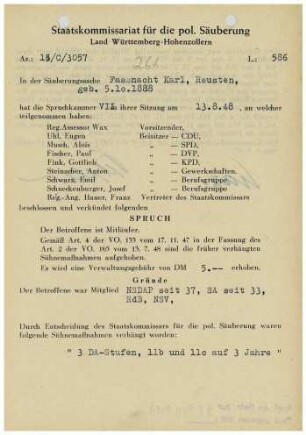 Staatskommissariat für die pol. Säuberung
Land Württemberg-Hohenzollern
Az.: 15/C/3057
L.: 586
In der Säuberungssache Fassnacht Karl, Reusten,
geb. 5.10.1888
hat die Spruchkammer VII ihrer Sitzung am 13.8.48 , an welcher
teilgenommen haben:
Reg.Assessor Wax Vorsitzender,
Uhl, Eugen Beisitzer — CDU,
Musch, Alois „ — SPD,
Fischer, Paul „ — DVP,
Fink, Gottlieb „ — KPD,
Steinacher, Anton „ — Gewerkschaften,
Schwarz, Emil „ — Berufsgruppe
Schneckenburger, Josef „ — Berufsgruppe
Reg.-Ang. Hauser, Franz Vertreter des Staatskommissars
beschlossen und verkündet folgenden
SPRUCH
Der Betroffene ist Mitläufer.
Gemäß Art. 4 der VO. 133 vom 17. 11. 47 in der Fassung des
Art. 2 der VO. 165 vom 13. 7. 48 sind die früher verhängten
Sühnemaßnahmen aufgehoben.
Es wird eine Verwaltungsgebühr von DM 5.-- erhoben.
Gründe
Der Betroffene war Mitglied NSDAP seit 37, SA seit 33,
RdB, NSV,
Durch Entscheidung des Staatskommissars für die pol. Säuberung waren
folgende Sühnemaßnahmen verhängt worden:
" 3 DA-Stufen, 11b und 11c auf 3 Jahre "